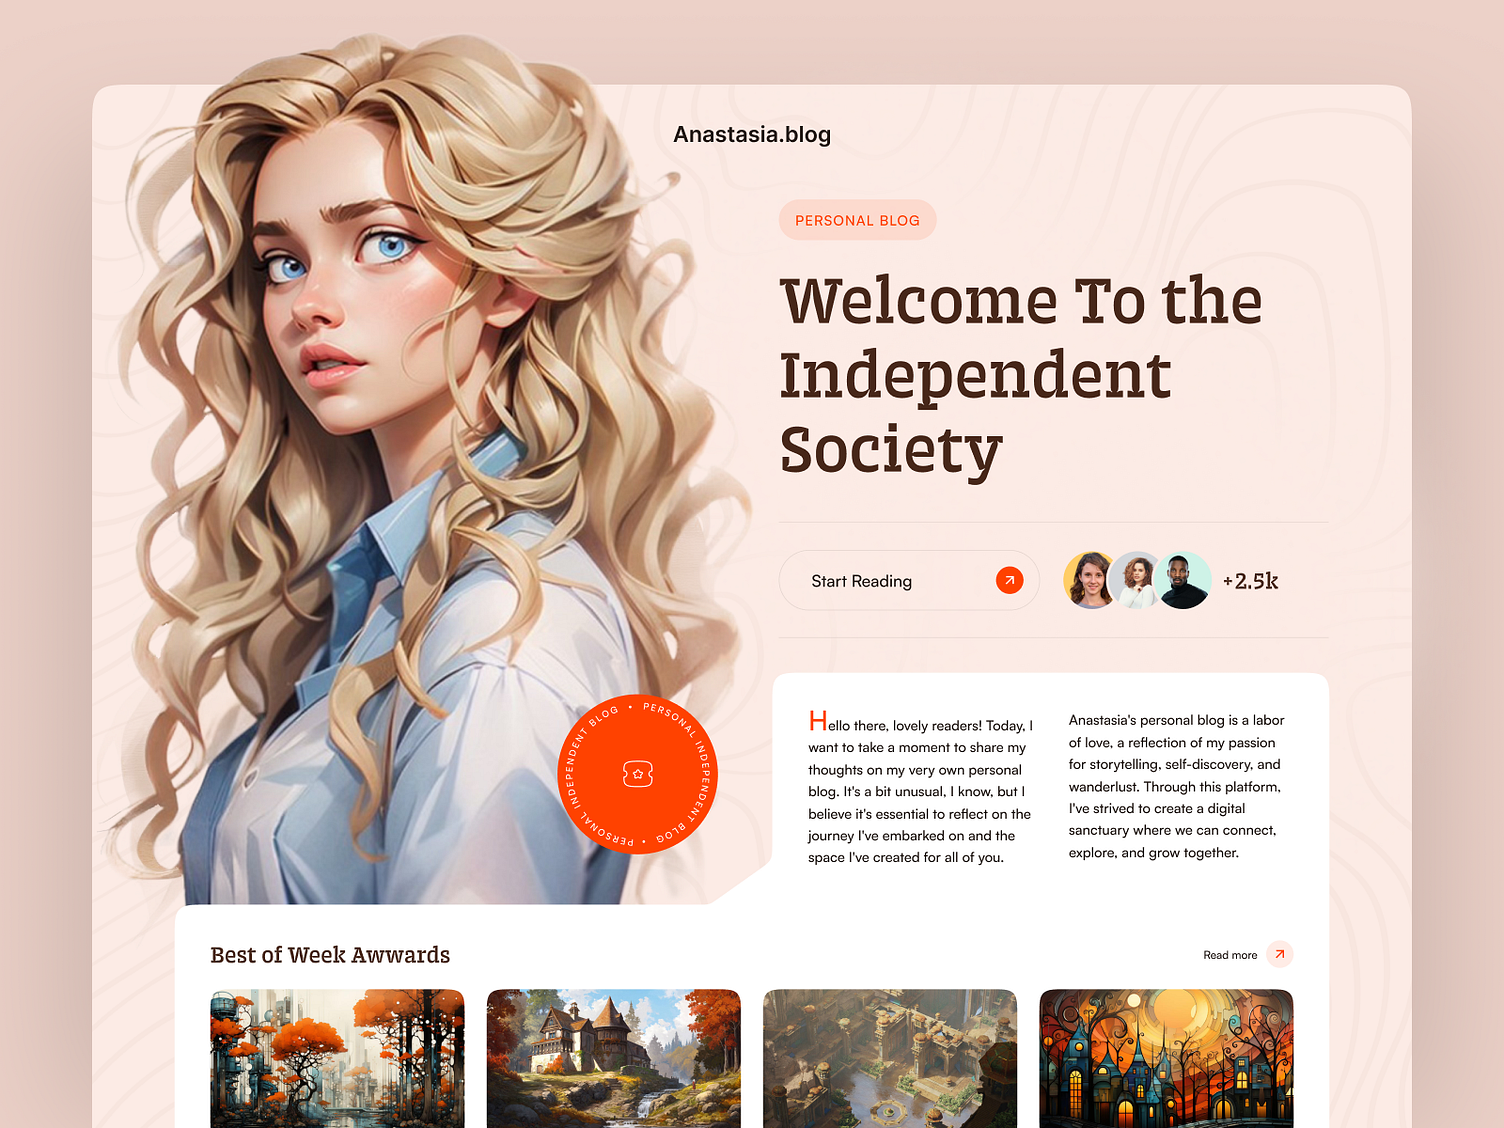 Anastasia.blog
PERSONAL BLOG
Welcome To the
Independent
Society
Start Reading
+2.5k
PERSONAL INDEPENDENT BLOG • PERSONAL INDEPENDENT BLOG •
Hello there, lovely readers! Today, I
want to take a moment to share my
thoughts on my very own personal
blog. It's a bit unusual, I know, but I
believe it's essential to reflect on the
journey I've embarked on and the
space I've created for all of you.
Anastasia's personal blog is a labor
of love, a reflection of my passion
for storytelling, self-discovery, and
wanderlust. Through this platform,
I've strived to create a digital
sanctuary where we can connect,
explore, and grow together.
Best of Week Awwards
Read more